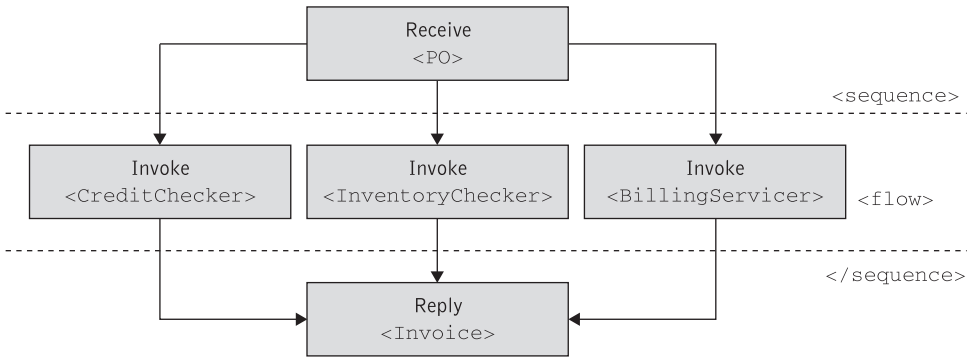 Receive
<PO>
<sequence>
Invoke
<CreditChecker>
Invoke
<InventoryChecker>
Invoke
<BillingServicer>
<flow>
</sequence>
Reply
<Invoice>